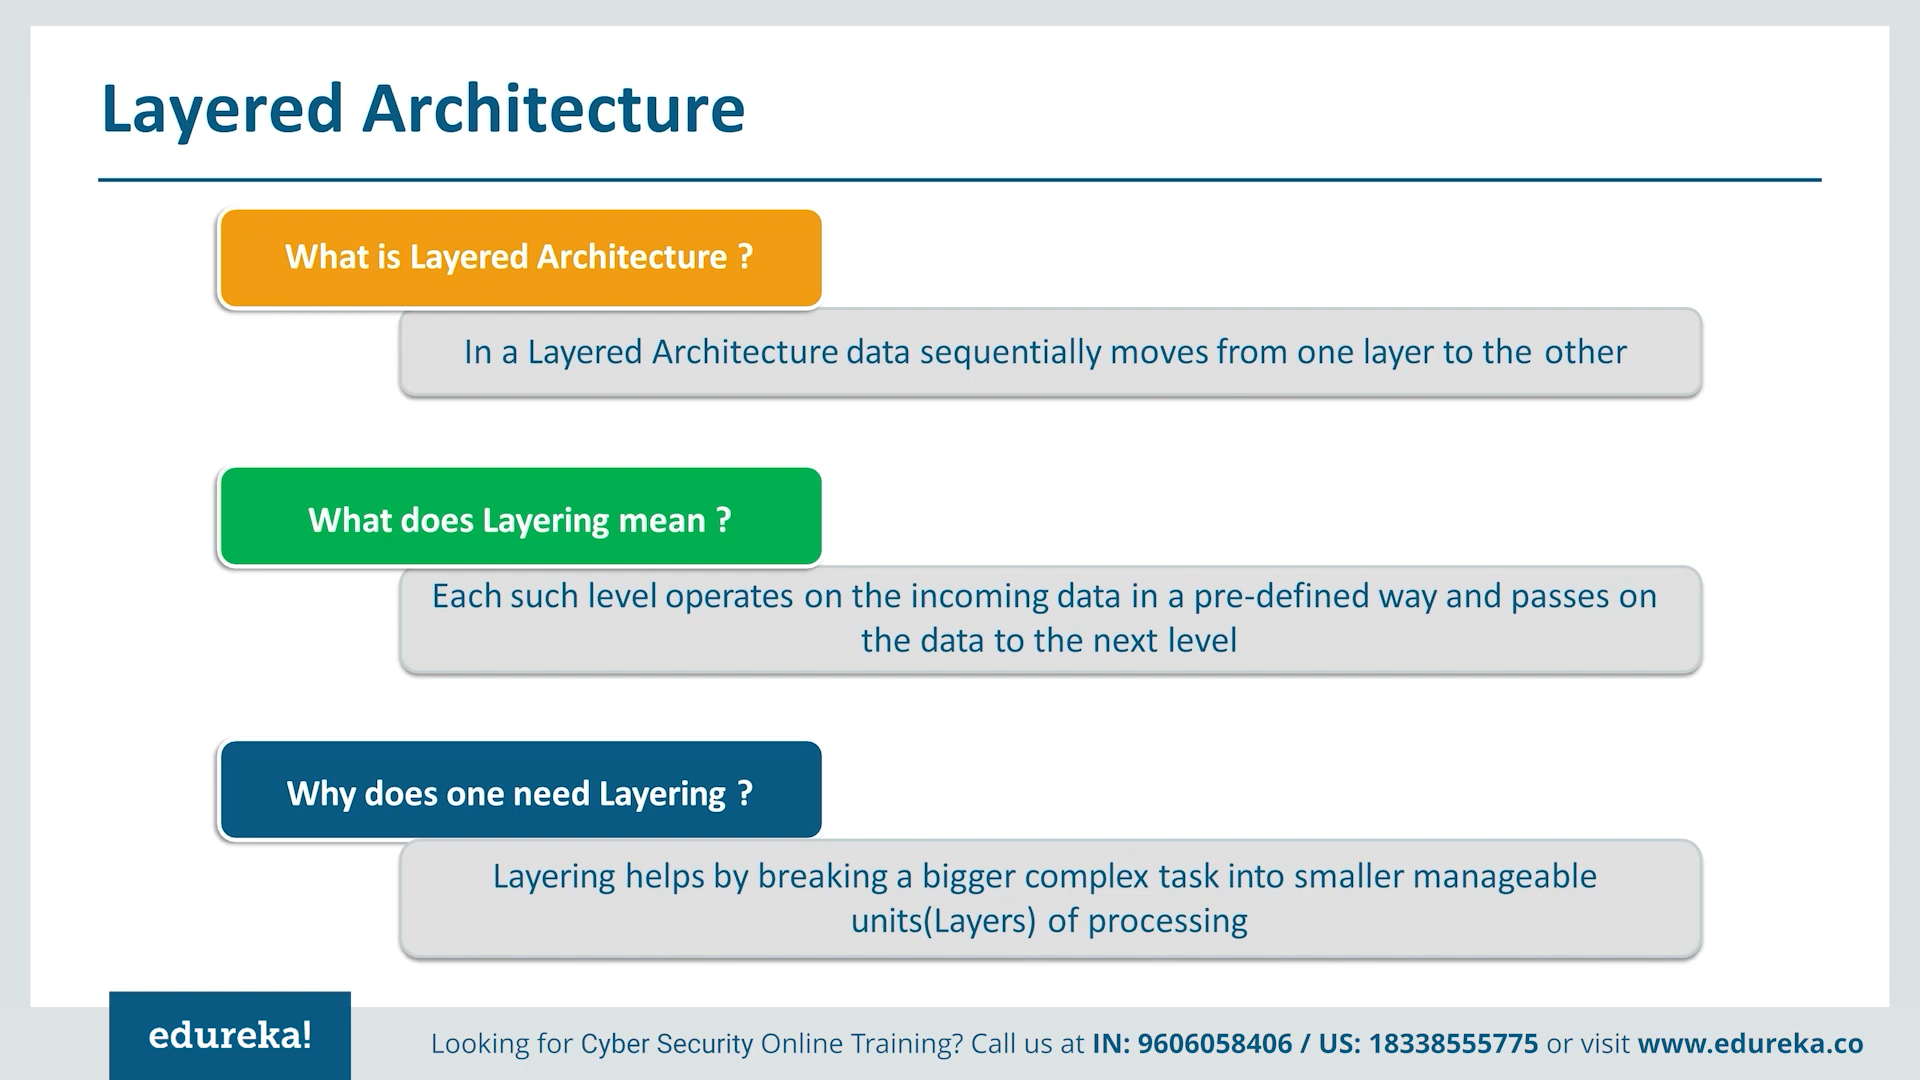 Layered Architecture
What is Layered Architecture ?
In a Layered Architecture data sequentially moves from one layer to the other
What does Layering mean ?
Each such level operates on the incoming data in a pre-defined way and passes on
the data to the next level
Why does one need Layering ?
Layering helps by breaking a bigger complex task into smaller manageable
units(Layers) of processing
edureka!
Looking for Cyber Security Online Training? Call us at IN: 9606058406 / US: 18338555775 or visit www.edureka.co